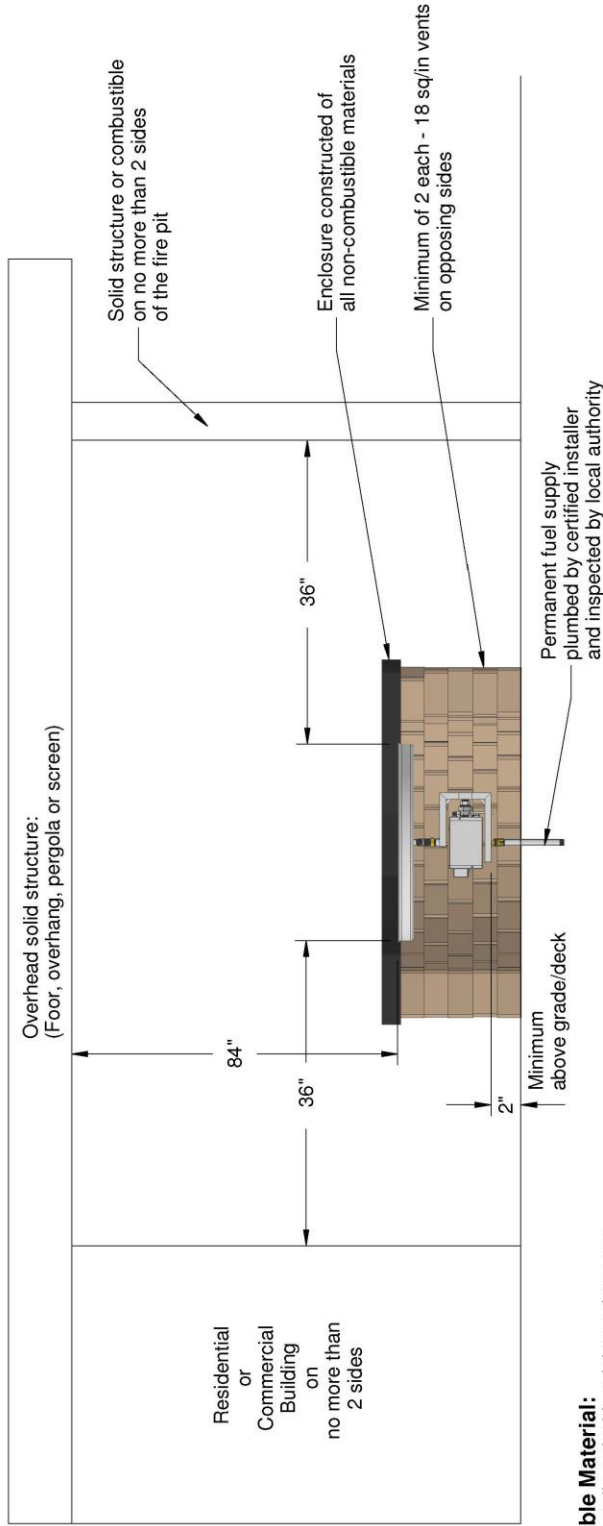 Overhead solid structure:
(Foor, overhang, pergola or screen)
Solid structure or combustible
on no more than 2 sides
of the fire pit
Residential
or
Commercial
Building
on
no more than
2 sides
84"
36"
36"
Enclosure constructed of
all non-combustible materials
Minimum of 2 each - 18 sq/in vents
on opposing sides
2"
Minimum
above grade/deck
Permanent fuel supply
plumbed by certified installer
and inspected by local authority
ble Material: